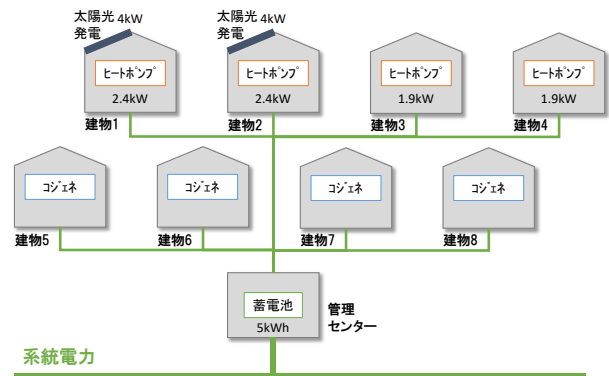 太陽光 4kW
発電
太陽光 4kW
発電
ﾋｰﾄﾎﾟﾝﾌﾟ
ﾋｰﾄﾎﾟﾝﾌﾟ
ﾋｰﾄﾎﾟﾝﾌﾟ
ﾋｰﾄﾎﾟﾝﾌﾟ
2.4kW
2.4kW
1.9kW
1.9kW
建物1
建物2
建物3
建物4
ｺｼﾞｪﾈ
ｺｼﾞｪﾈ
ｺｼﾞｪﾈ
ｺｼﾞｪﾈ
建物5
建物6
建物7
建物8
蓄電池
5kWh
管理
センター
系統電力